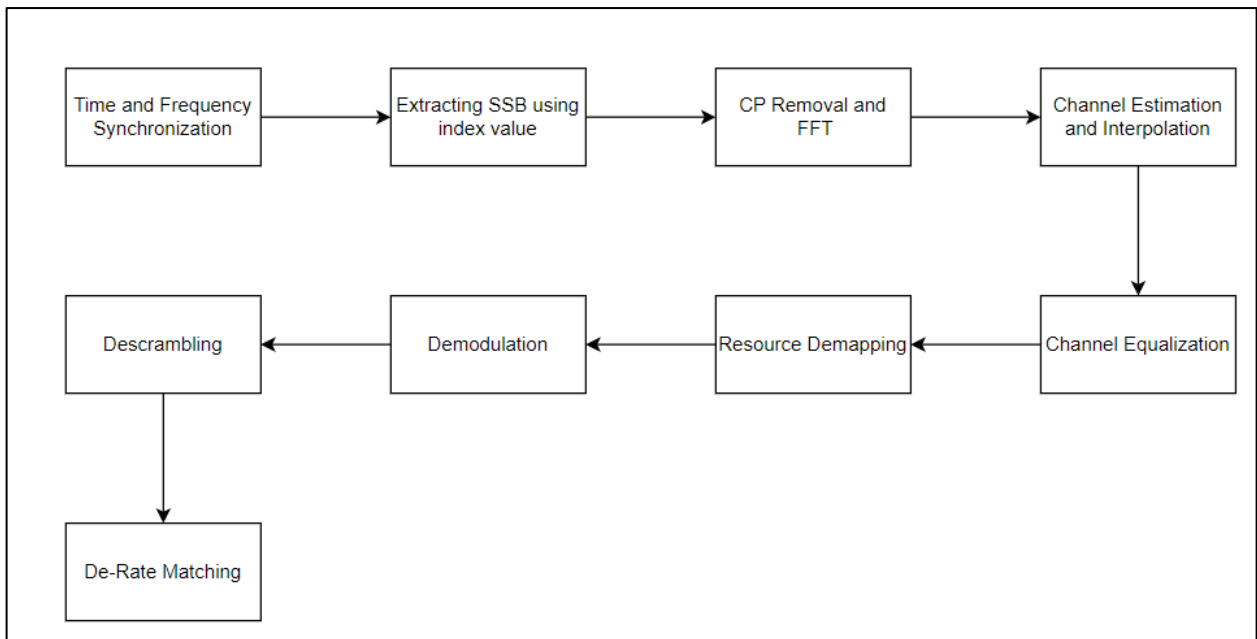 Time and Frequency
Synchronization
Extracting SSB using
index value
CP Removal and
FFT
Channel Estimation
and Interpolation
Channel Equalization
Resource Demapping
Demodulation
Descrambling
De-Rate Matching